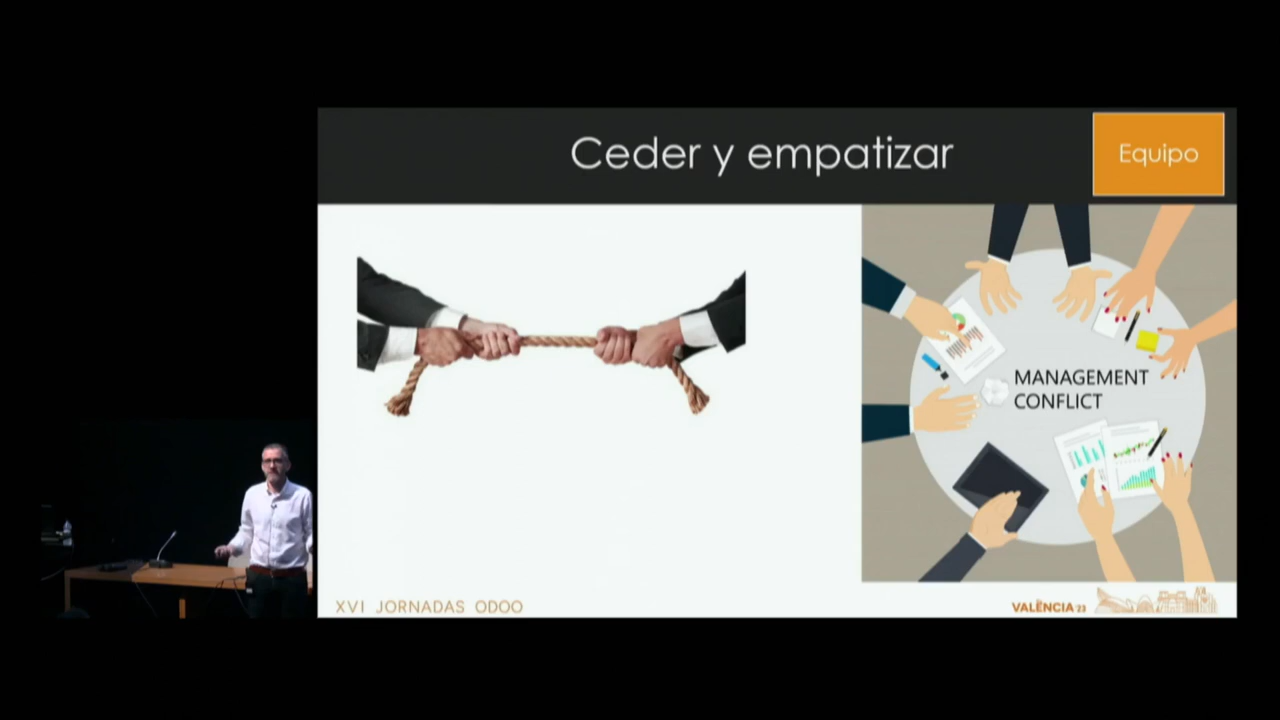 Ceder y empatizar
Equipo
MANAGEMENT
CONFLICT
XVI JORNADAS ODOO
VALÈNCIA'23